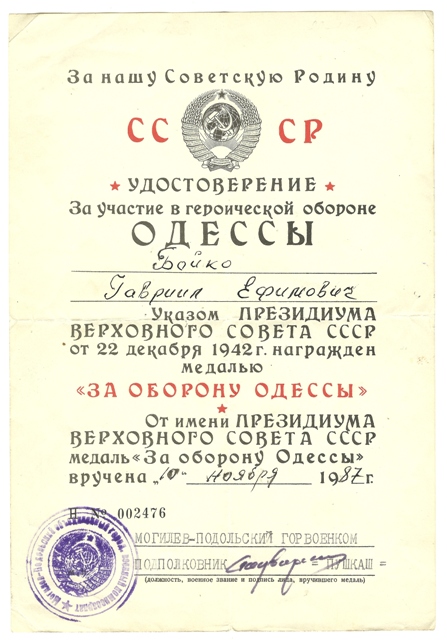 За нашу Советскую Родину
СССР
★ УДОСТОВЕРЕНИЕ ★
За участие в героической обороне
ОДЕССЫ
Бойко
Гавриил Ефимович
Указом ПРЕЗИДИУМА
ВЕРХОВНОГО СОВЕТА СССР
от 22 декабря 1942 г. награжден
медалью
«ЗА ОБОРОНУ ОДЕССЫ»
★
От имени ПРЕЗИДИУМА
ВЕРХОВНОГО СОВЕТА СССР
медаль «За оборону Одессы»
вручена „10“ ноября 1987 г.
Н № 002476
МОГИЛЕВ-ПОДОЛЬСКИЙ ГОРВОЕНКОМ
ПОДПОЛКОВНИК = ПУШКАШ =
(должность, военное звание и подпись лица, вручившего медаль)